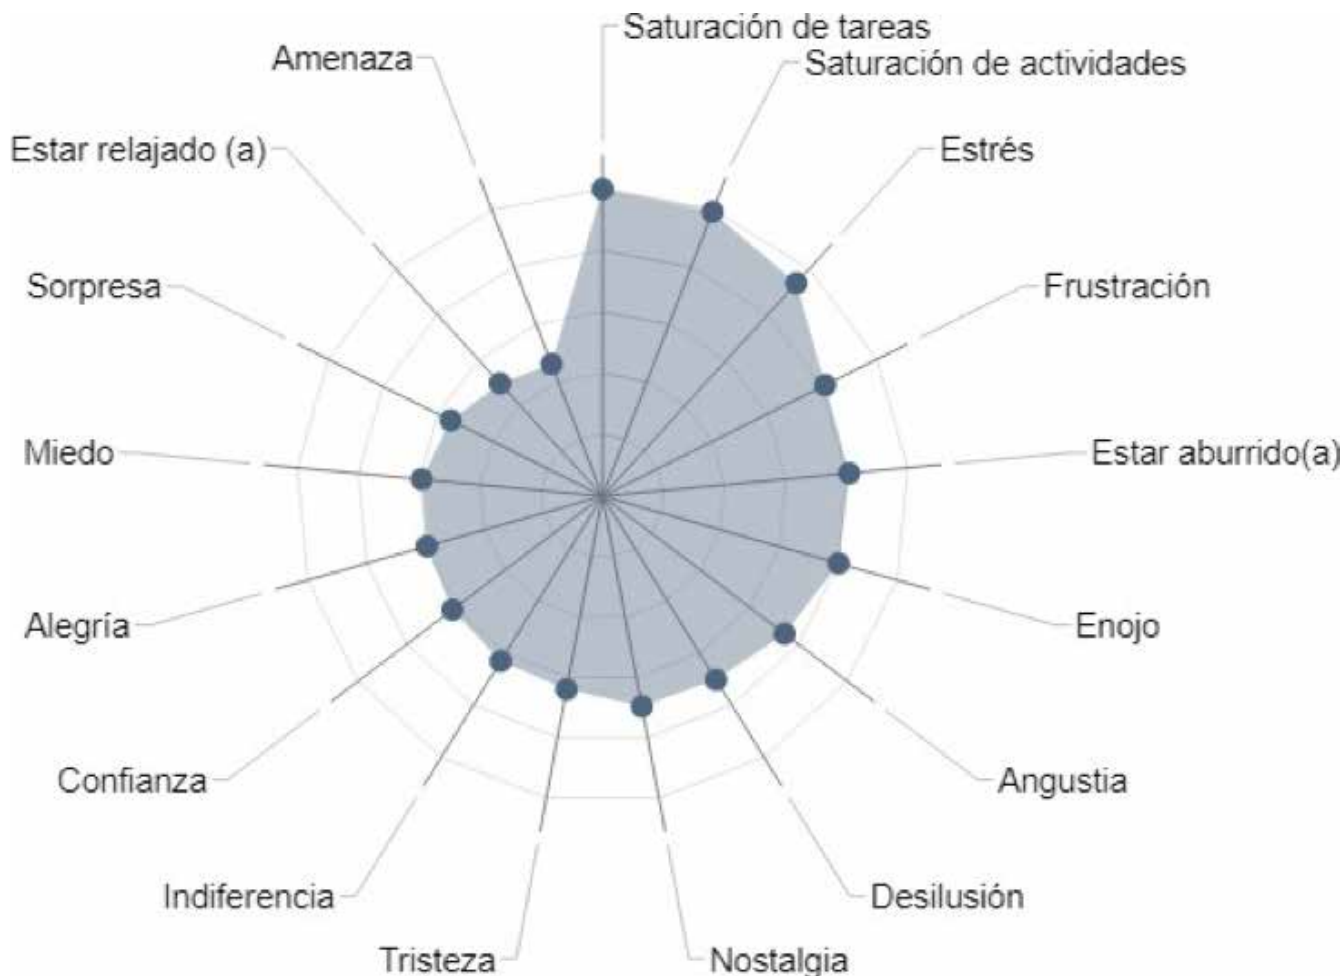 Saturación de tareas
Saturación de actividades
Estrés
Frustración
Estar aburrido(a)
Enojo
Angustia
Desilusión
Nostalgia
Tristeza
Indiferencia
Confianza
Alegría
Miedo
Sorpresa
Estar relajado (a)
Amenaza